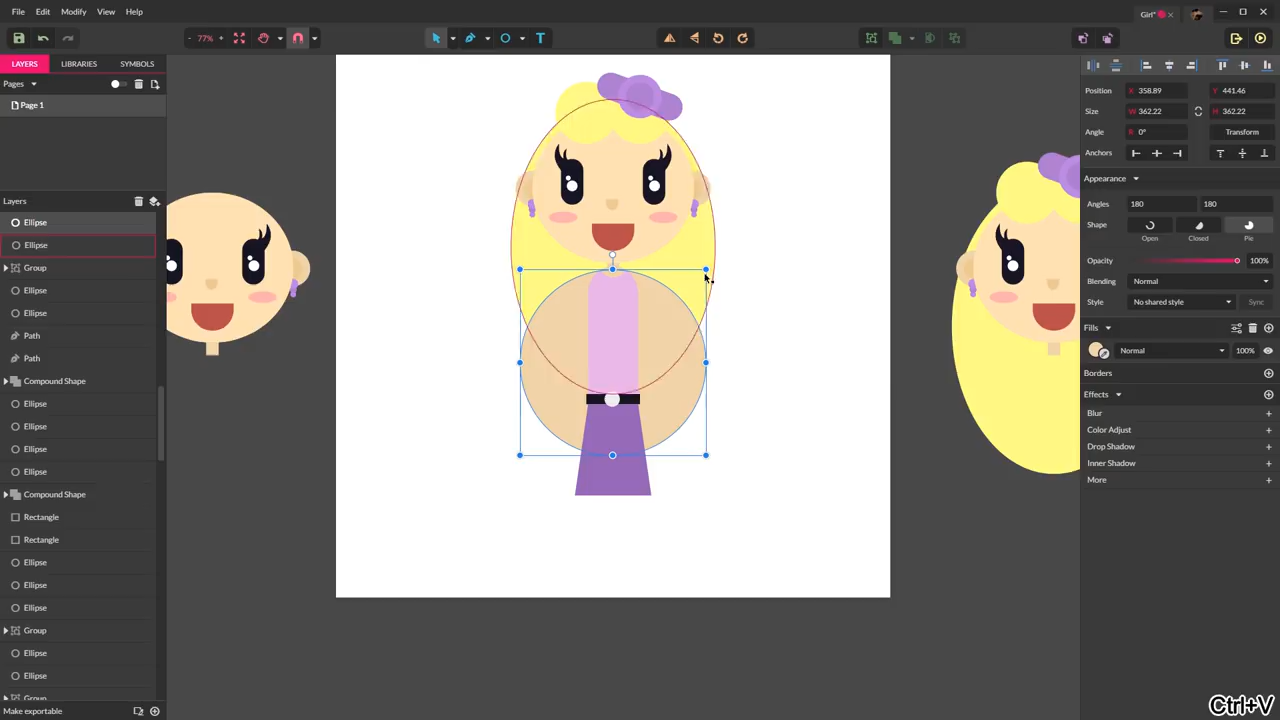 File Edit Modify View Help
Girl*
77%
LAYERS LIBRARIES SYMBOLS
Pages
Page 1
Layers
Ellipse
Ellipse
Group
Ellipse
Ellipse
Path
Path
Compound Shape
Ellipse
Ellipse
Ellipse
Ellipse
Compound Shape
Rectangle
Rectangle
Ellipse
Ellipse
Ellipse
Group
Ellipse
Ellipse
Group
Make exportable
Position X 358.89 Y 441.46
Size W 362.22 H 362.22
Angle R 0° Transform
Anchors
Appearance
Angles 180 180
Shape
Open Closed Pie
Opacity 100%
Blending Normal
Style No shared style Sync
Fills
Normal 100%
Borders
Effects
Blur
Color Adjust
Drop Shadow
Inner Shadow
More
Ctrl+V